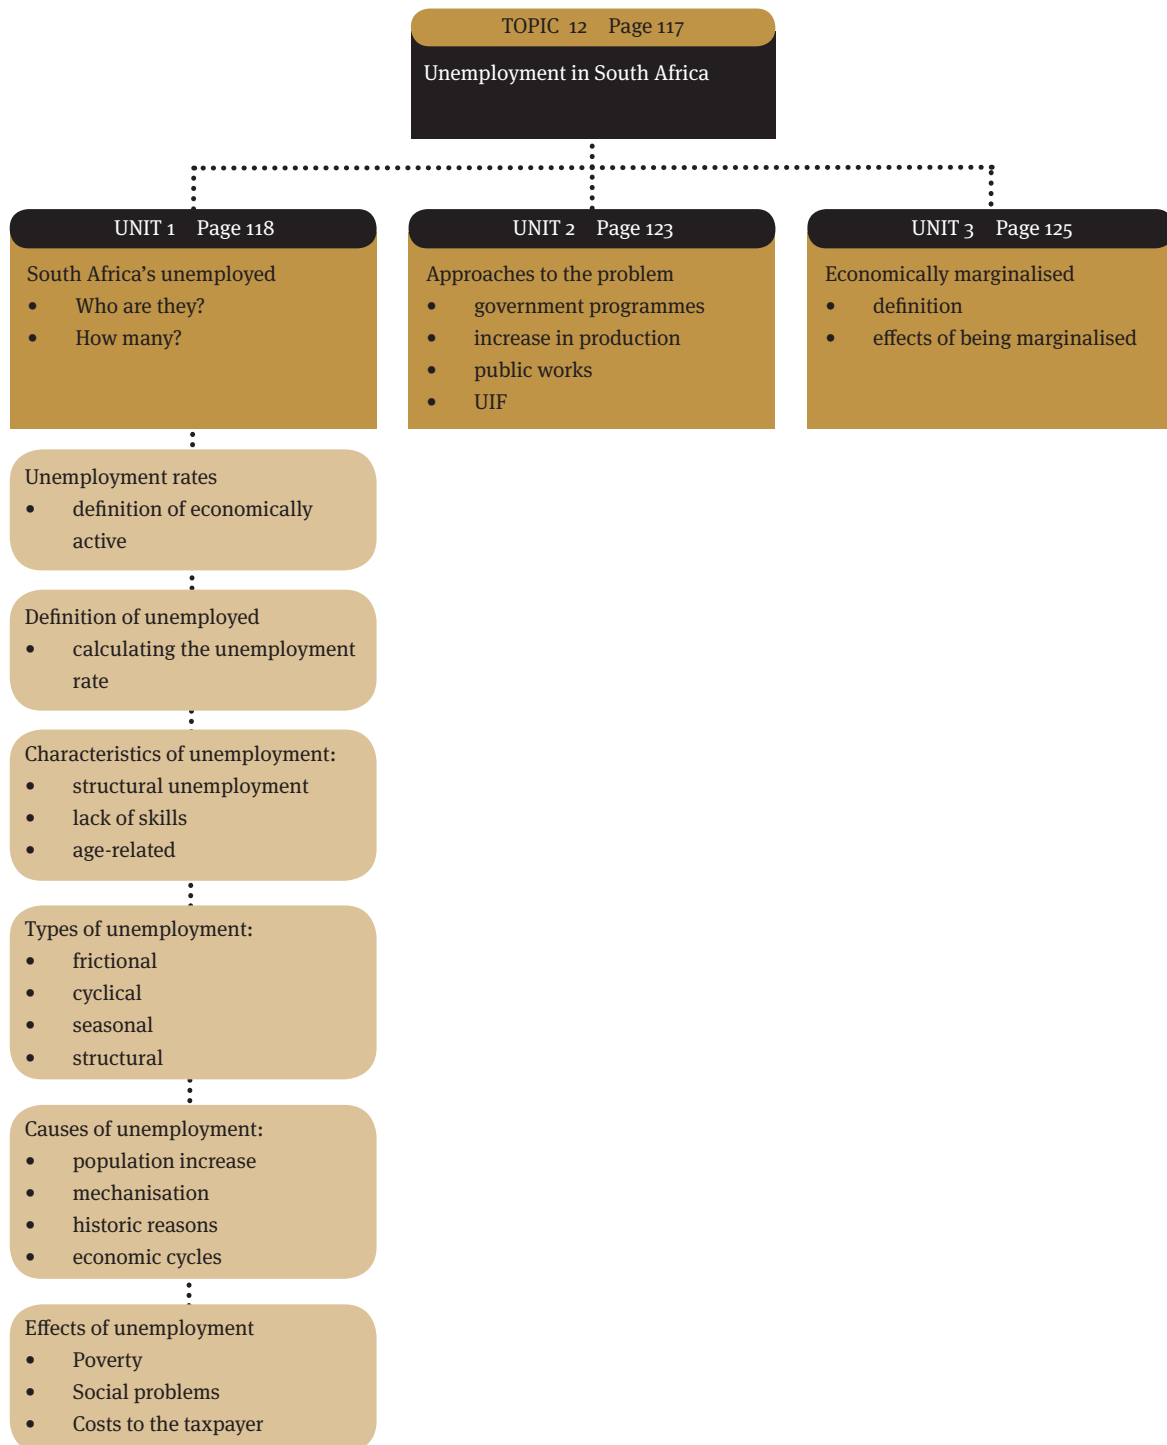 TOPIC 12 Page 117
Unemployment in South Africa
UNIT 1 Page 118
South Africa’s unemployed
• Who are they?
• How many?
UNIT 2 Page 123
Approaches to the problem
• government programmes
• increase in production
• public works
• UIF
UNIT 3 Page 125
Economically marginalised
• definition
• effects of being marginalised
Unemployment rates
• definition of economically
active
Definition of unemployed
• calculating the unemployment
rate
Characteristics of unemployment:
• structural unemployment
• lack of skills
• age-related
Types of unemployment:
• frictional
• cyclical
• seasonal
• structural
Causes of unemployment:
• population increase
• mechanisation
• historic reasons
• economic cycles
Effects of unemployment
• Poverty
• Social problems
• Costs to the taxpayer